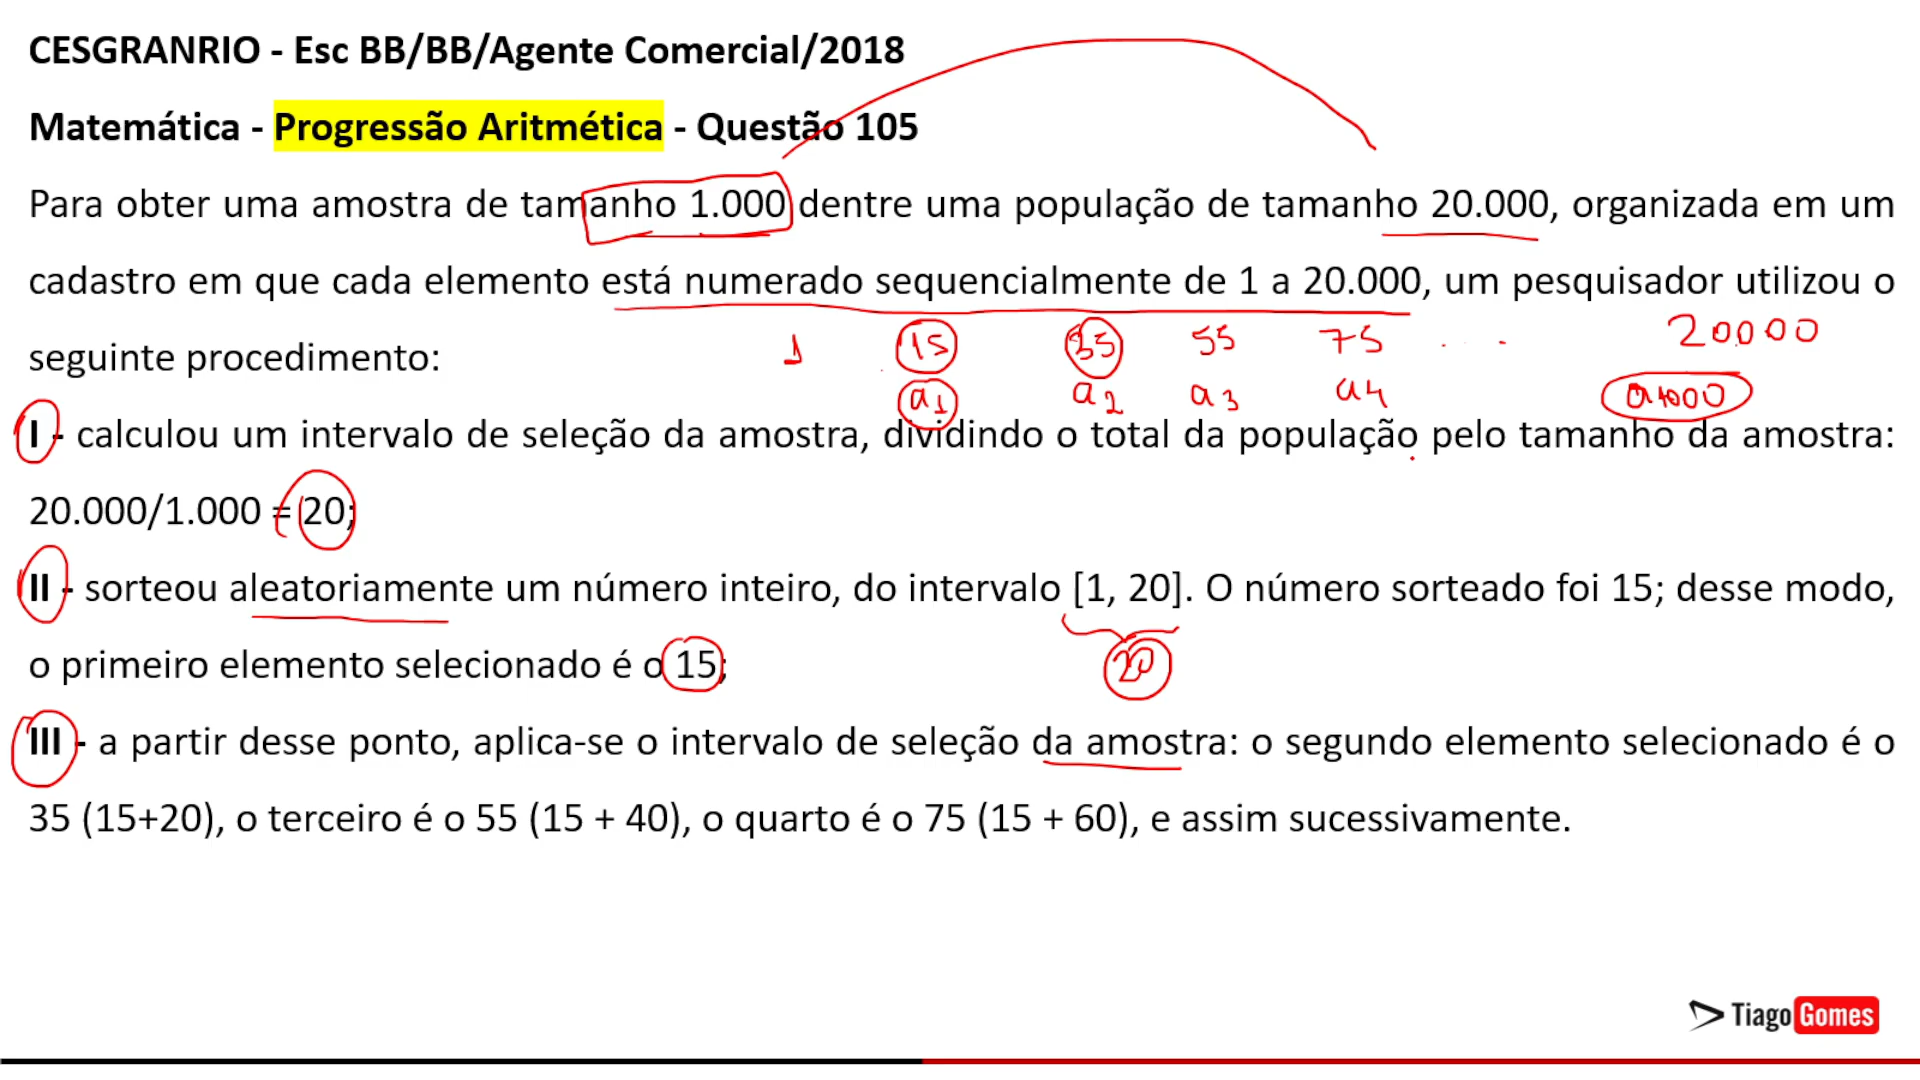 CESGRANRIO - Esc BB/BB/Agente Comercial/2018
Matemática - Progressão Aritmética - Questão 105
Para obter uma amostra de tamanho 1.000 dentre uma população de tamanho 20.000, organizada em um
cadastro em que cada elemento está numerado sequencialmente de 1 a 20.000, um pesquisador utilizou o
seguinte procedimento:
1 15 35 55 75 .... 20000
a1 a2 a3 a4 a1000
I - calculou um intervalo de seleção da amostra, dividindo o total da população pelo tamanho da amostra:
20.000/1.000 = 20;
II - sorteou aleatoriamente um número inteiro, do intervalo [1, 20]. O número sorteado foi 15; desse modo,
o primeiro elemento selecionado é o 15;
20
III - a partir desse ponto, aplica-se o intervalo de seleção da amostra: o segundo elemento selecionado é o
35 (15+20), o terceiro é o 55 (15 + 40), o quarto é o 75 (15 + 60), e assim sucessivamente.
Tiago Gomes